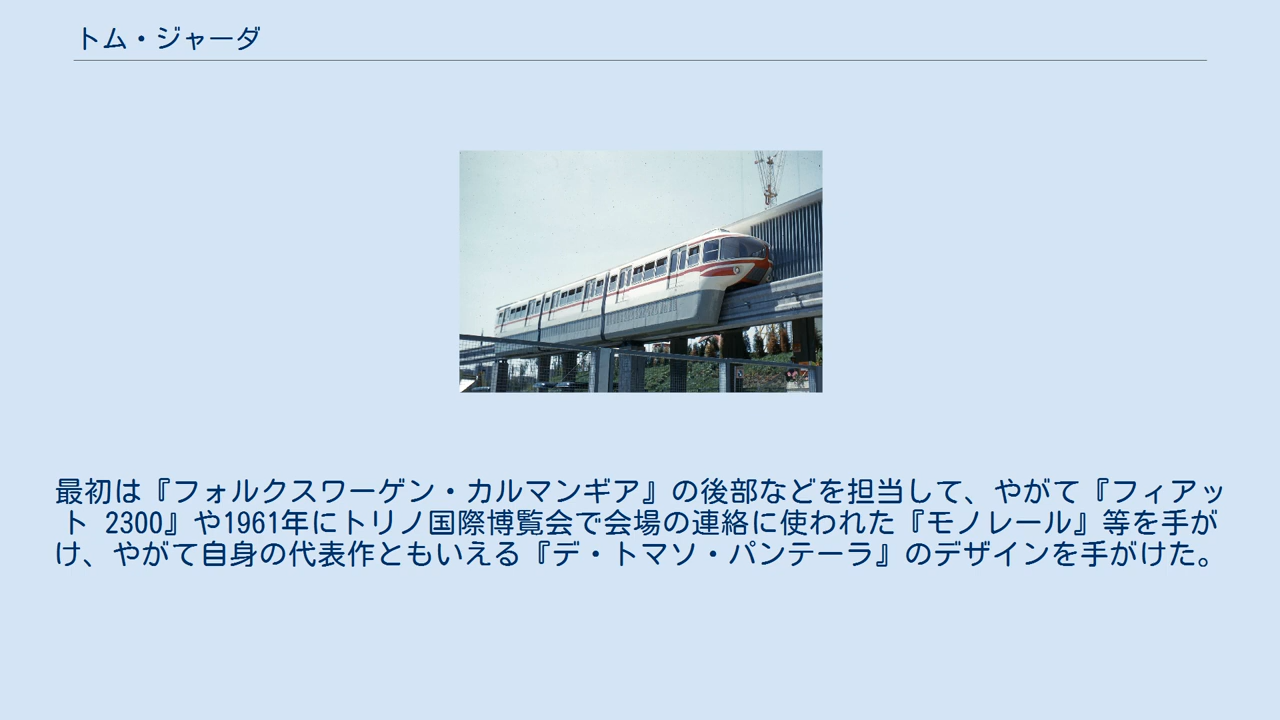 トム・ジャーダ
最初は『フォルクスワーゲン・カルマンギア』の後部などを担当して、やがて『フィアッ
ト 2300』や1961年にトリノ国際博覧会で会場の連絡に使われた『モノレール』等を手が
け、やがて自身の代表作ともいえる『デ・トマソ・パンテーラ』のデザインを手がけた。